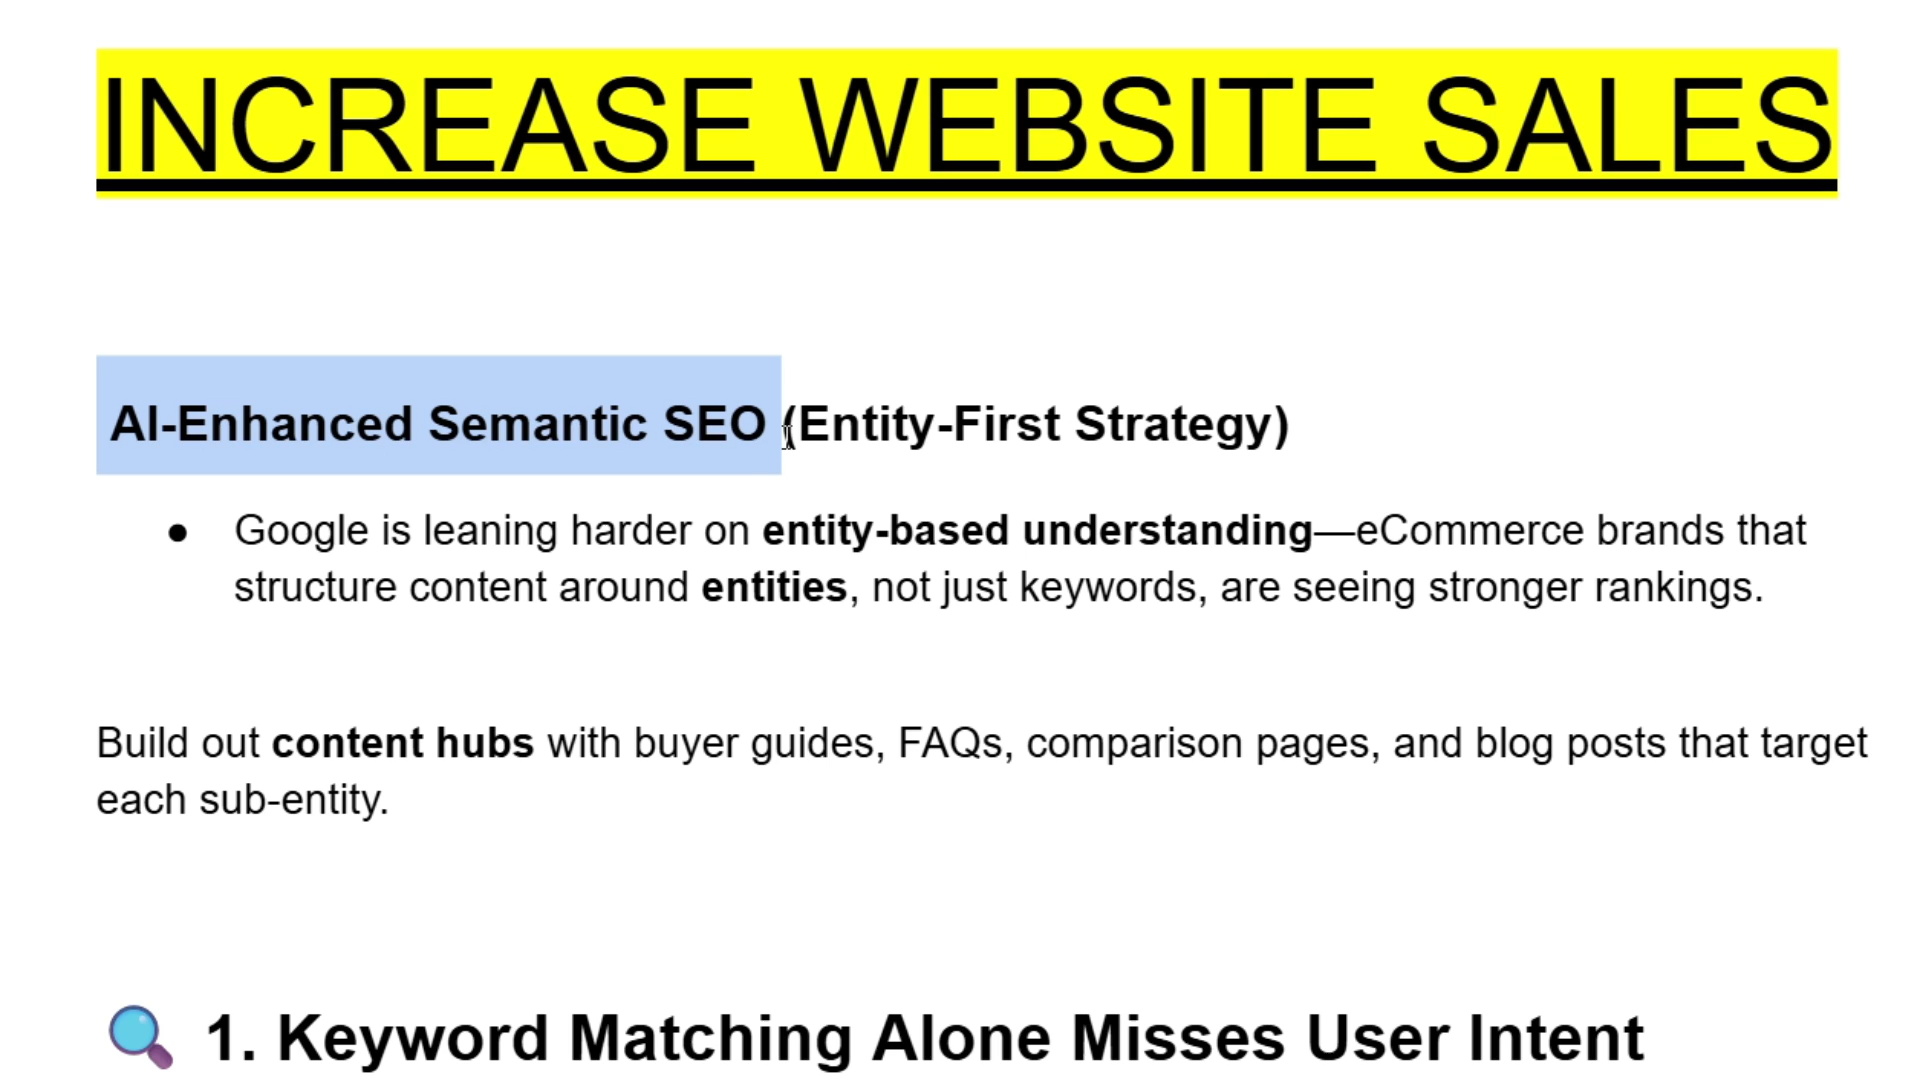 INCREASE WEBSITE SALES
AI-Enhanced Semantic SEO (Entity-First Strategy)
● Google is leaning harder on entity-based understanding—eCommerce brands that
structure content around entities, not just keywords, are seeing stronger rankings.
Build out content hubs with buyer guides, FAQs, comparison pages, and blog posts that target
each sub-entity.
🔍 1. Keyword Matching Alone Misses User Intent